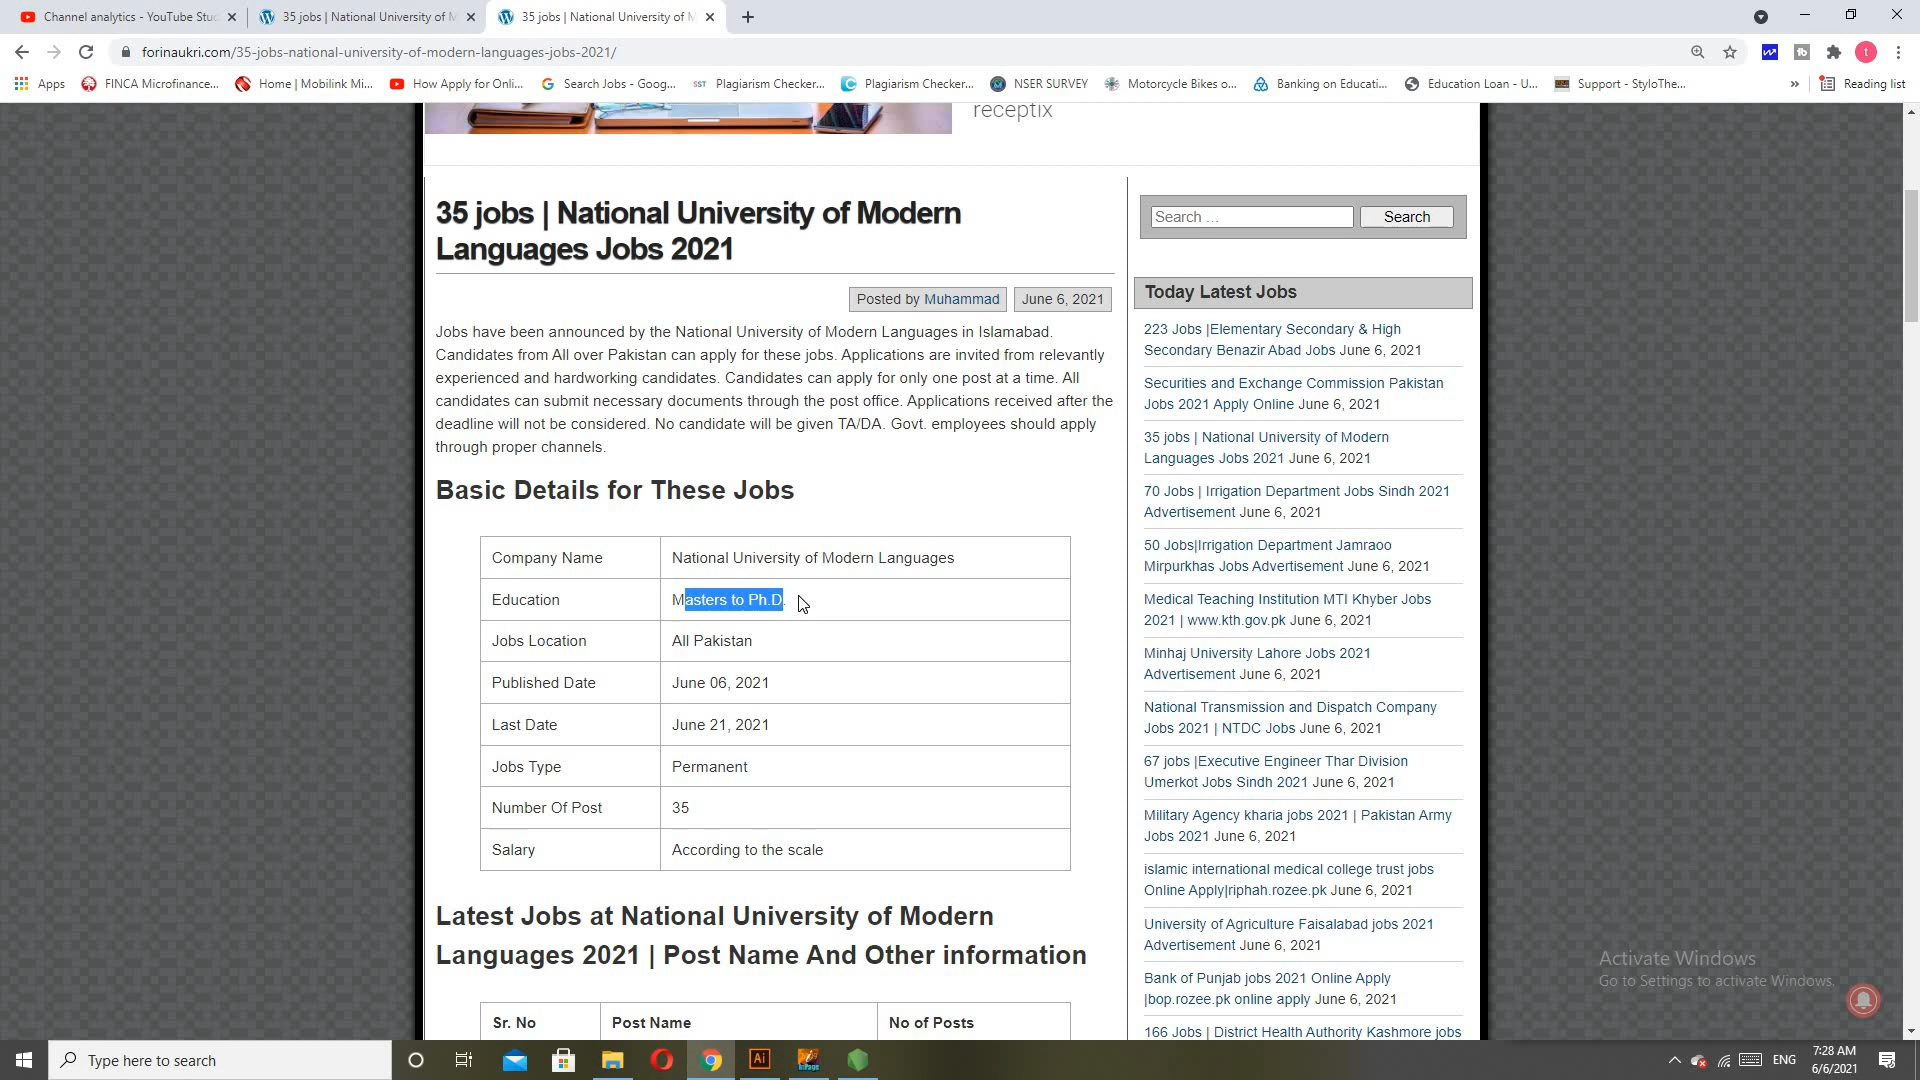 Channel analytics - YouTube Stu
35 jobs | National University of M
35 jobs | National University of M
forinaukri.com/35-jobs-national-university-of-modern-languages-jobs-2021/
t
Apps
FINCA Microfinance...
Home | Mobilink Mi...
How Apply for Onli...
Search Jobs - Goog...
SST Plagiarism Checker...
Plagiarism Checker...
NSER SURVEY
Motorcycle Bikes o...
Banking on Educati...
Education Loan - U...
Support - StyloThe...
»
Reading list
receptix
35 jobs | National University of Modern
Languages Jobs 2021
Posted by Muhammad June 6, 2021
Jobs have been announced by the National University of Modern Languages in Islamabad.
Candidates from All over Pakistan can apply for these jobs. Applications are invited from relevantly
experienced and hardworking candidates. Candidates can apply for only one post at a time. All
candidates can submit necessary documents through the post office. Applications received after the
deadline will not be considered. No candidate will be given TA/DA. Govt. employees should apply
through proper channels.
Basic Details for These Jobs
Company Name National University of Modern Languages
Education Masters to Ph.D.
Jobs Location All Pakistan
Published Date June 06, 2021
Last Date June 21, 2021
Jobs Type Permanent
Number Of Post 35
Salary According to the scale
Latest Jobs at National University of Modern
Languages 2021 | Post Name And Other information
Sr. No Post Name No of Posts
Search ... Search
Today Latest Jobs
223 Jobs |Elementary Secondary & High
Secondary Benazir Abad Jobs June 6, 2021
Securities and Exchange Commission Pakistan
Jobs 2021 Apply Online June 6, 2021
35 jobs | National University of Modern
Languages Jobs 2021 June 6, 2021
70 Jobs | Irrigation Department Jobs Sindh 2021
Advertisement June 6, 2021
50 Jobs|Irrigation Department Jamraoo
Mirpurkhas Jobs Advertisement June 6, 2021
Medical Teaching Institution MTI Khyber Jobs
2021 | www.kth.gov.pk June 6, 2021
Minhaj University Lahore Jobs 2021
Advertisement June 6, 2021
National Transmission and Dispatch Company
Jobs 2021 | NTDC Jobs June 6, 2021
67 jobs |Executive Engineer Thar Division
Umerkot Jobs Sindh 2021 June 6, 2021
Military Agency kharia jobs 2021 | Pakistan Army
Jobs 2021 June 6, 2021
islamic international medical college trust jobs
Online Apply|riphah.rozee.pk June 6, 2021
University of Agriculture Faisalabad jobs 2021
Advertisement June 6, 2021
Bank of Punjab jobs 2021 Online Apply
|bop.rozee.pk online apply June 6, 2021
166 Jobs | District Health Authority Kashmore jobs
Activate Windows
Go to Settings to activate Windows.
Type here to search
Ai
InPage
ENG
7:28 AM
6/6/2021